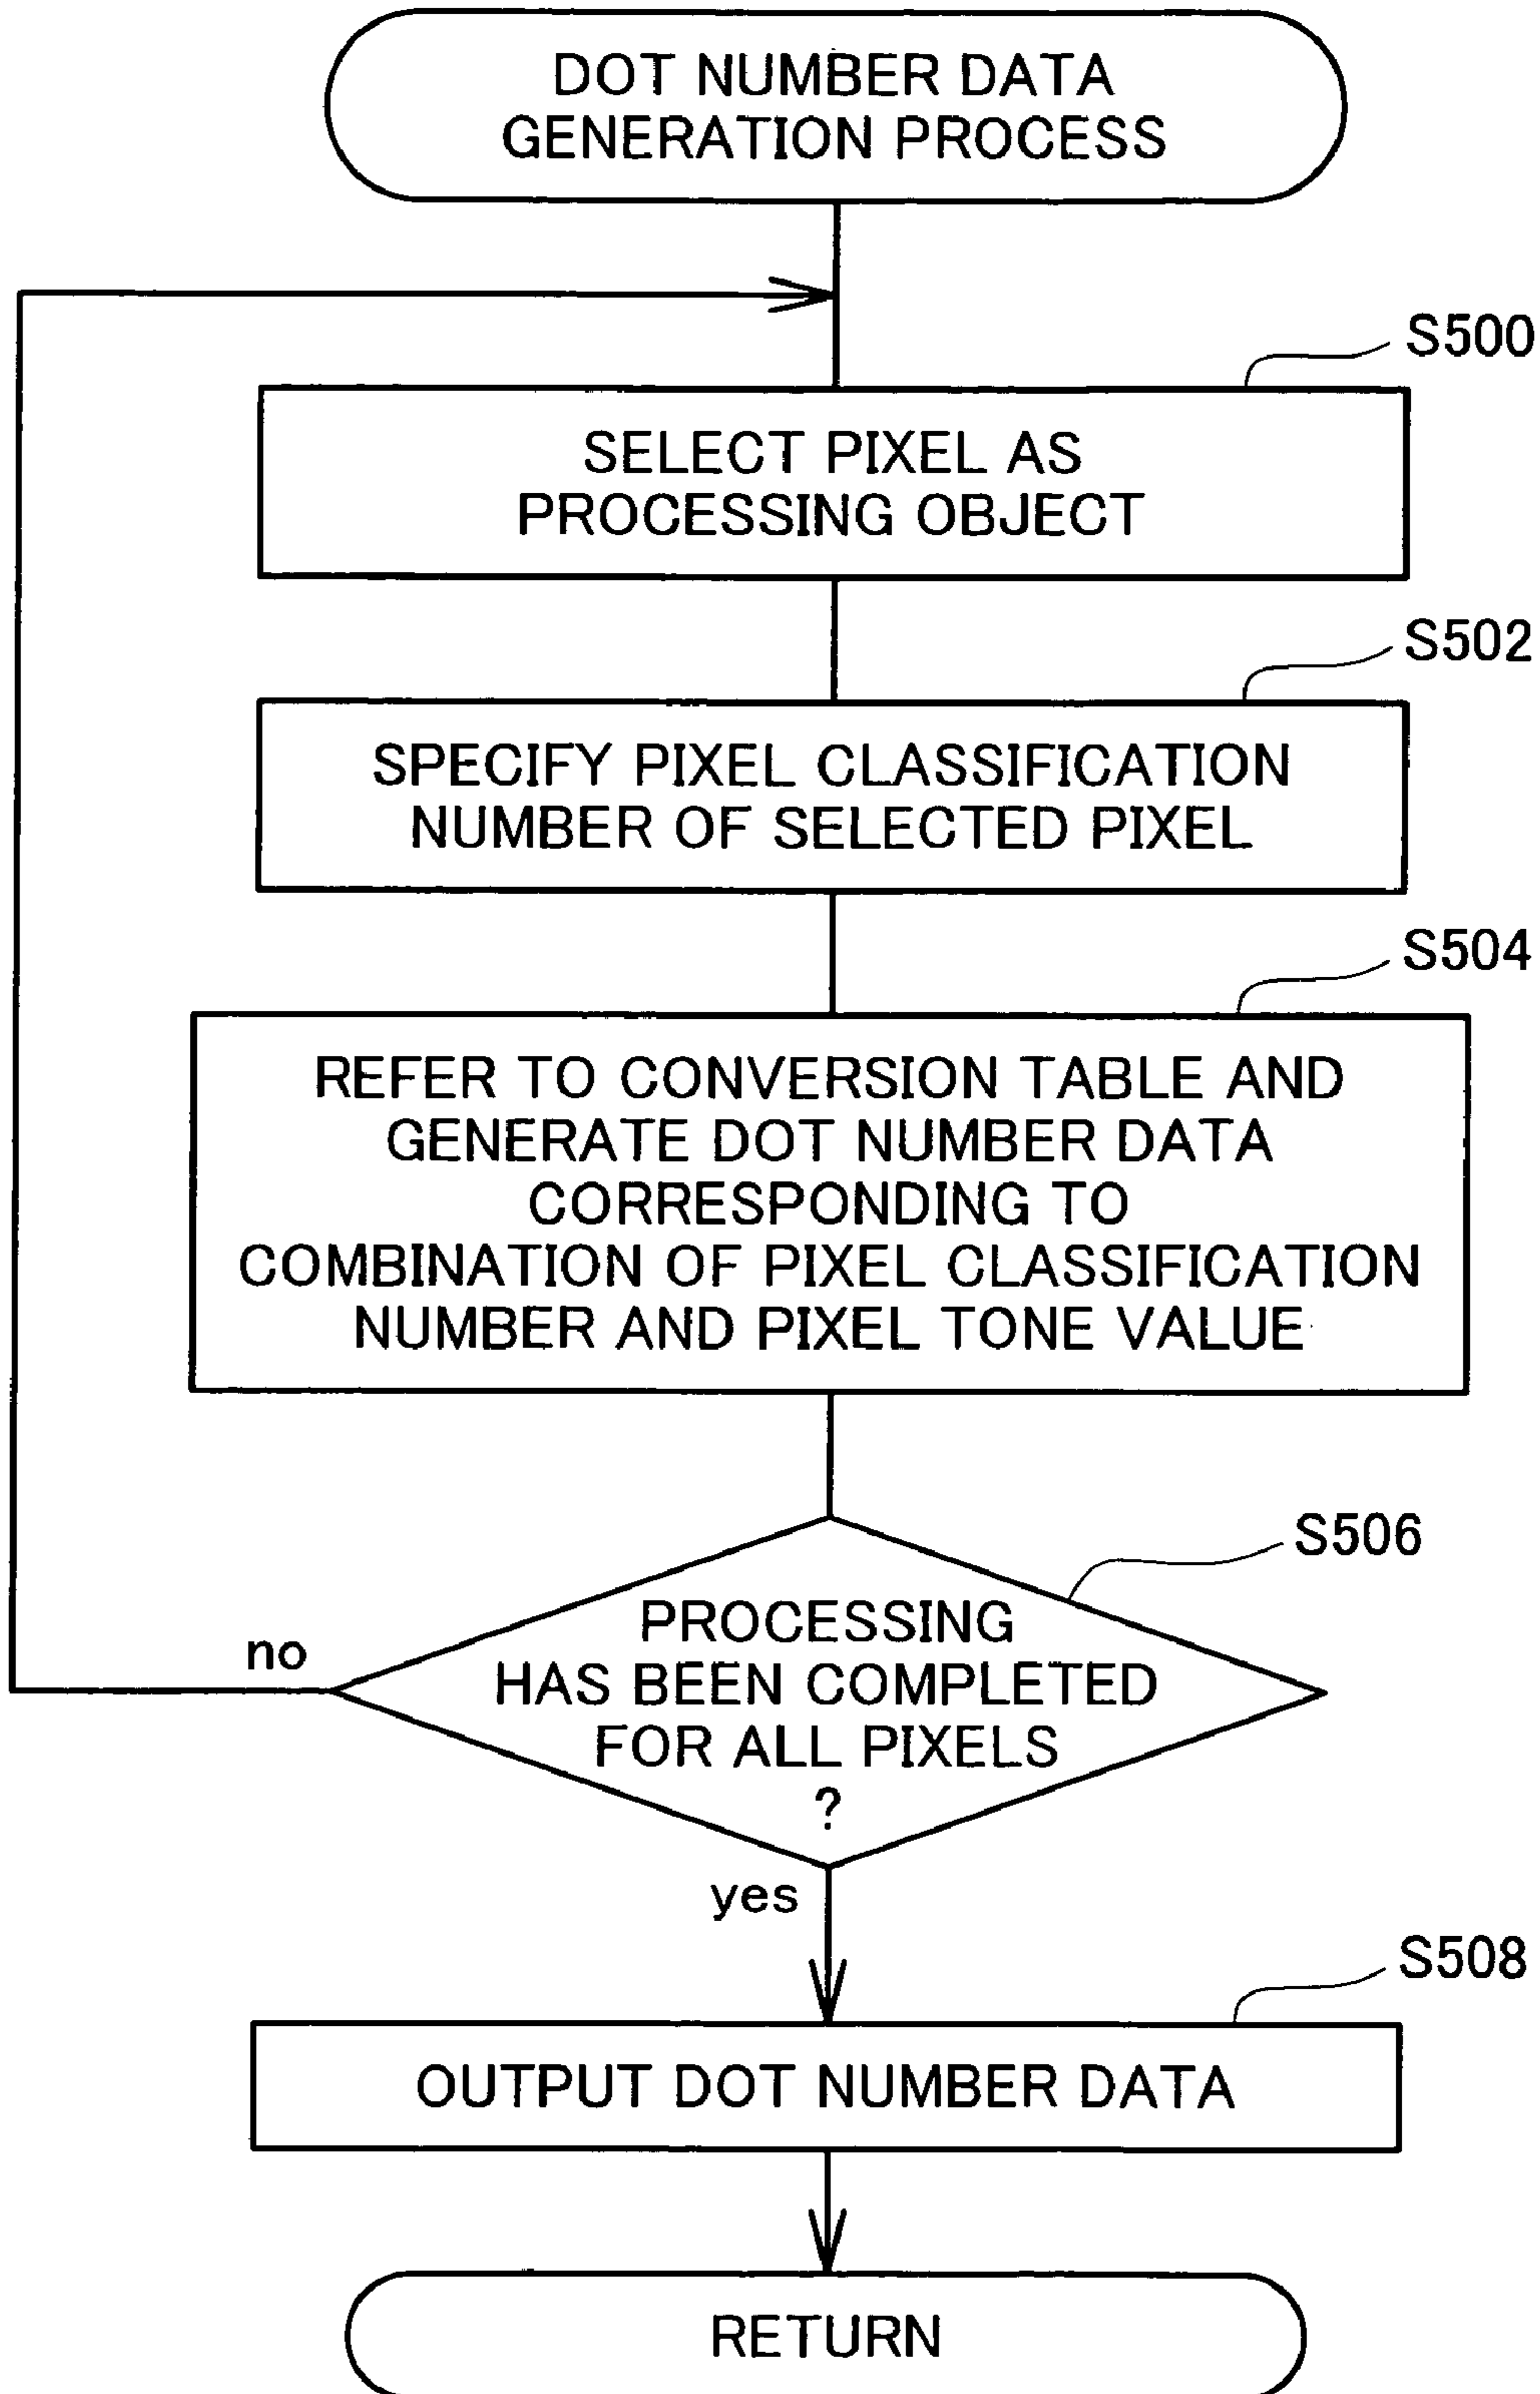 DOT NUMBER DATA
GENERATION PROCESS
S500
SELECT PIXEL AS
PROCESSING OBJECT
S502
SPECIFY PIXEL CLASSIFICATION
NUMBER OF SELECTED PIXEL
S504
REFER TO CONVERSION TABLE AND
GENERATE DOT NUMBER DATA
CORRESPONDING TO
COMBINATION OF PIXEL CLASSIFICATION
NUMBER AND PIXEL TONE VALUE
S506
PROCESSING
HAS BEEN COMPLETED
FOR ALL PIXELS
?
no
yes
S508
OUTPUT DOT NUMBER DATA
RETURN